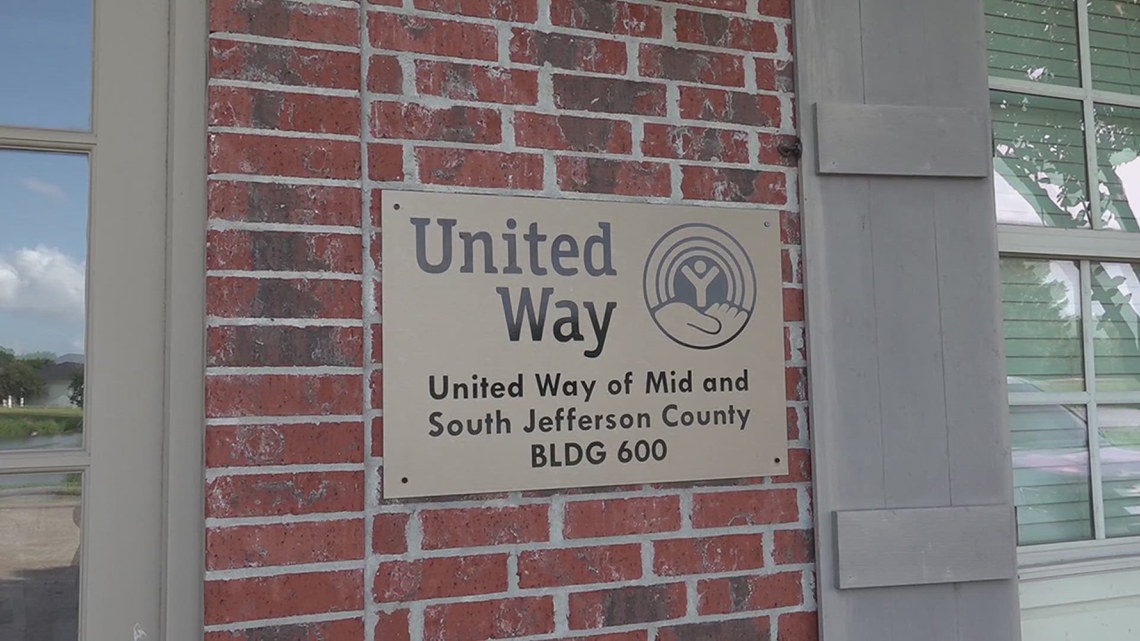 United
Way
United Way of Mid and
South Jefferson County
BLDG 600